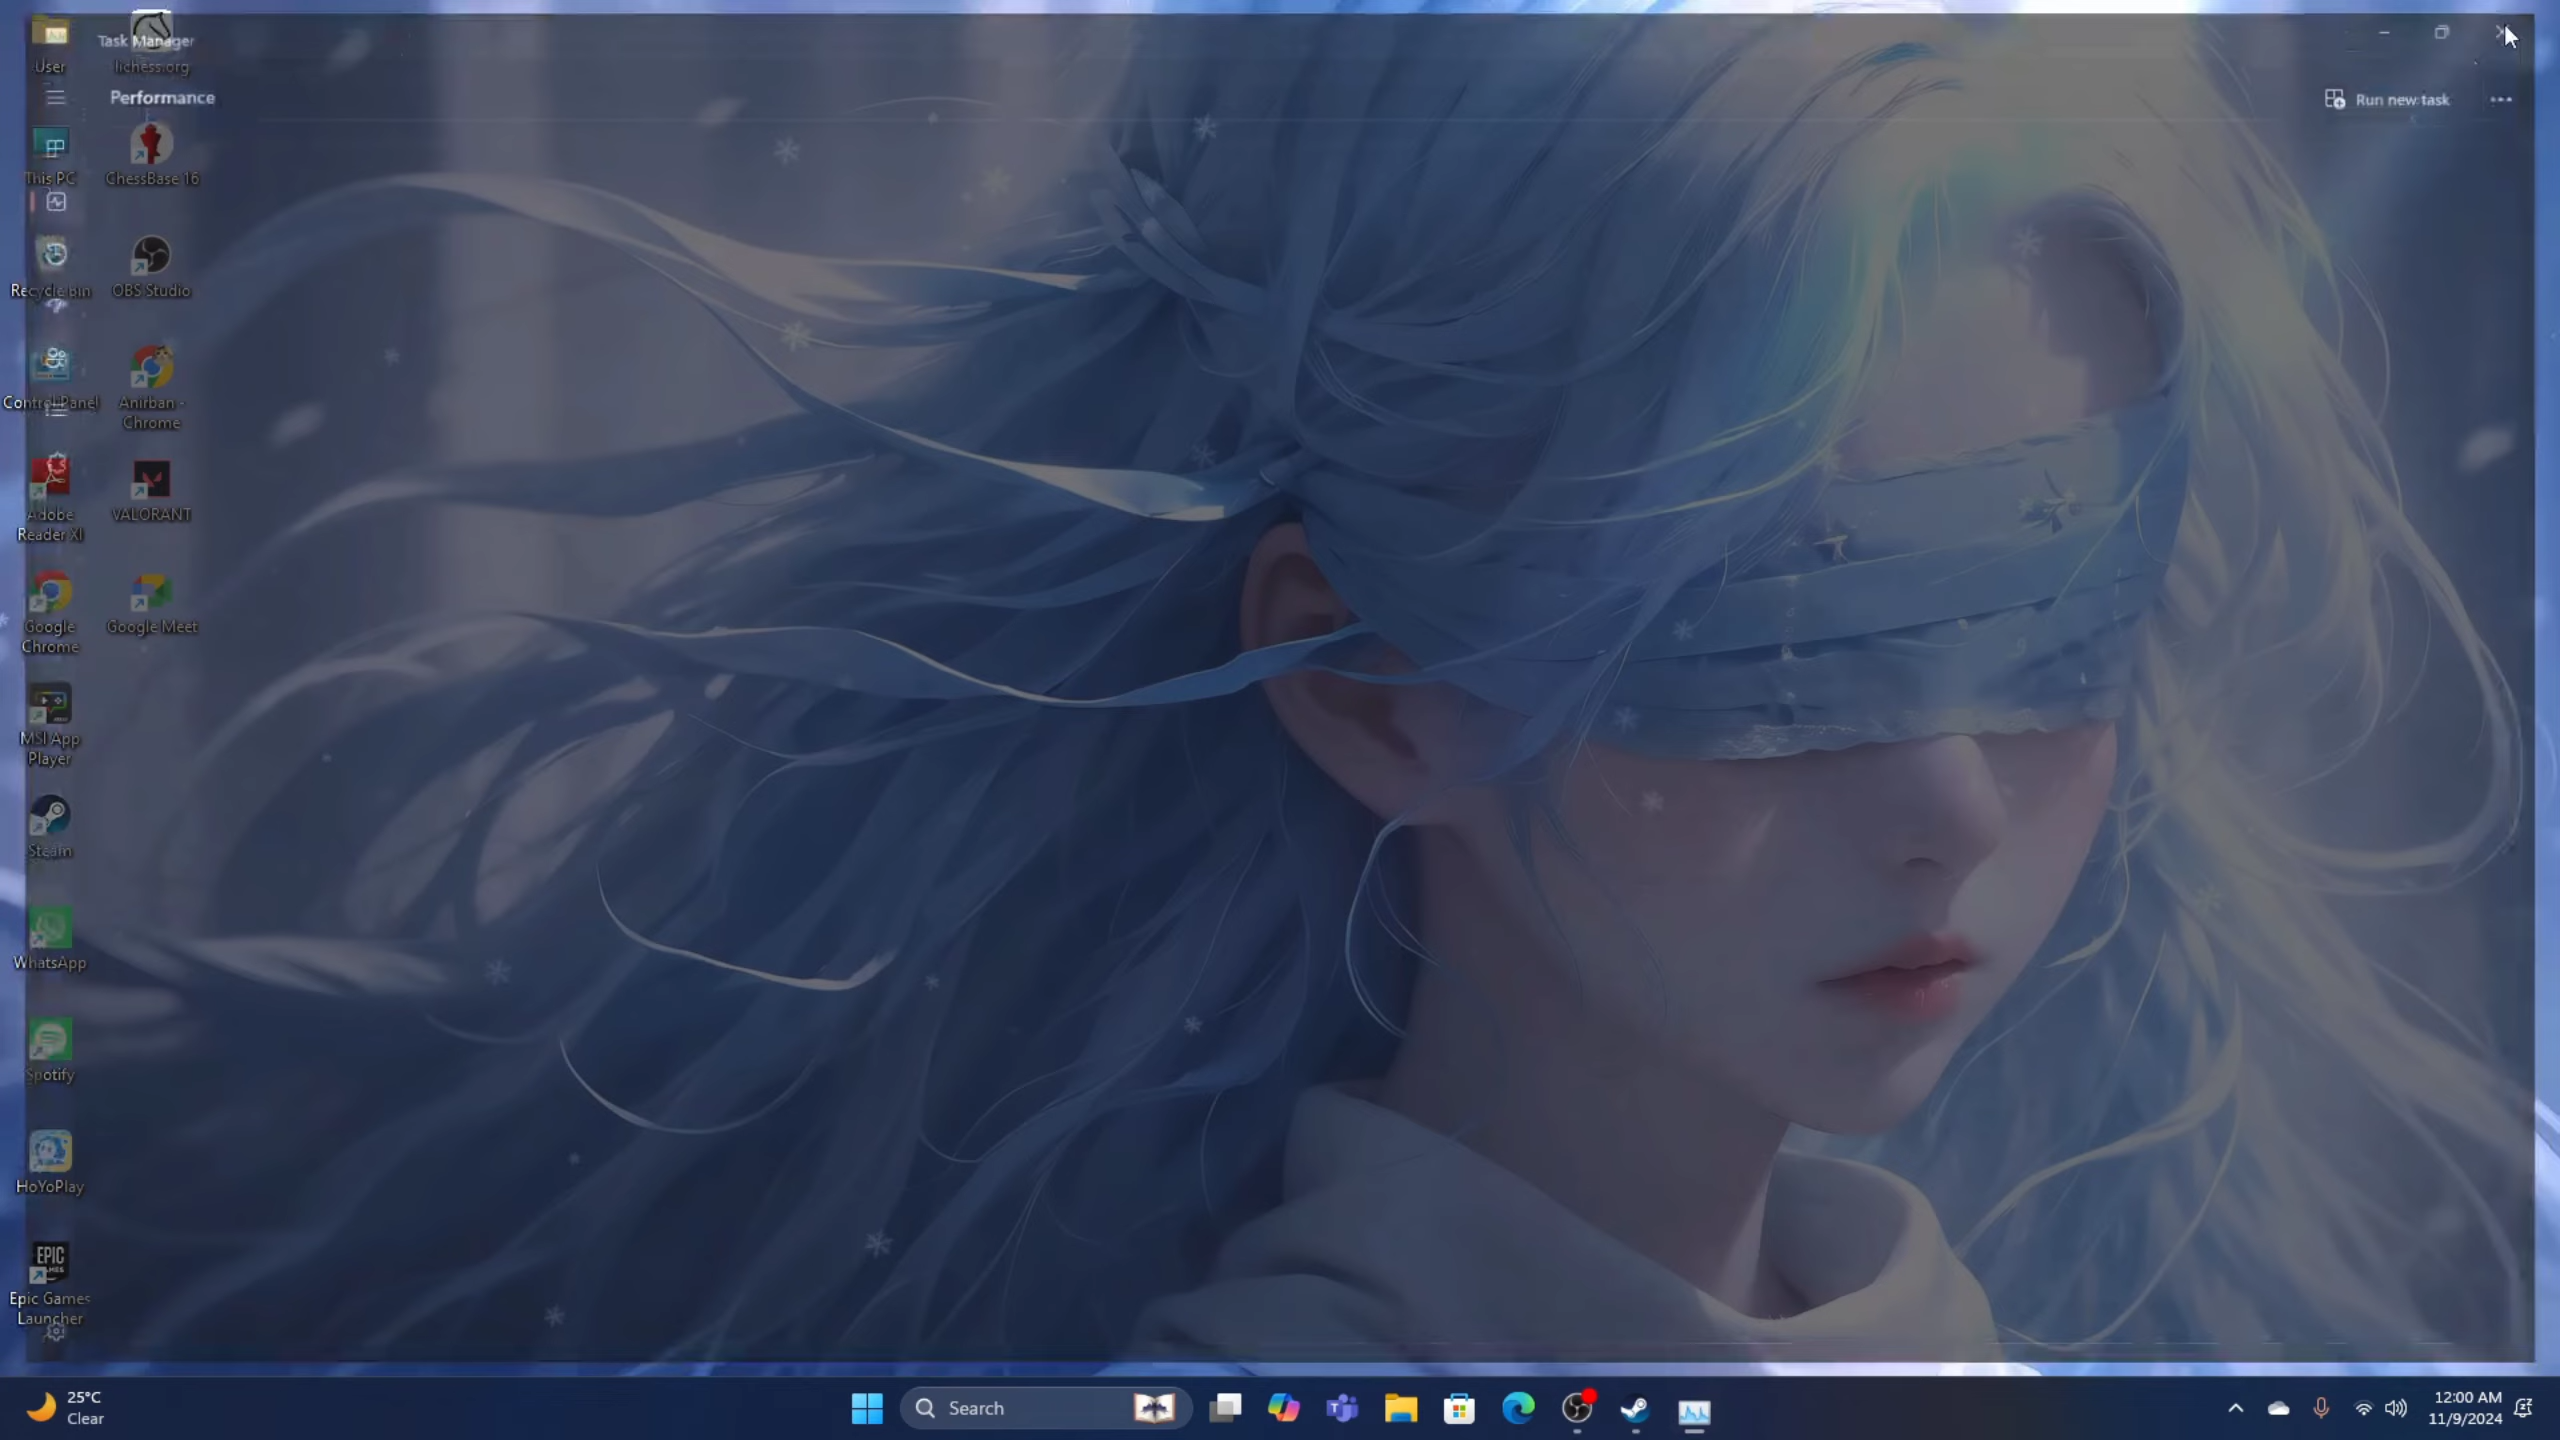 Task Manager
Performance
Run new task
User
lichess.org
This PC
ChessBase 16
Recycle Bin
OBS Studio
Control Panel
Anirban -
Chrome
Adobe
Reader XI
VALORANT
Google
Chrome
Google Meet
MSI App
Player
Steam
WhatsApp
Spotify
HoYoPlay
EPIC
GAMES
Epic Games
Launcher
25°C
Clear
Search
12:00 AM
11/9/2024